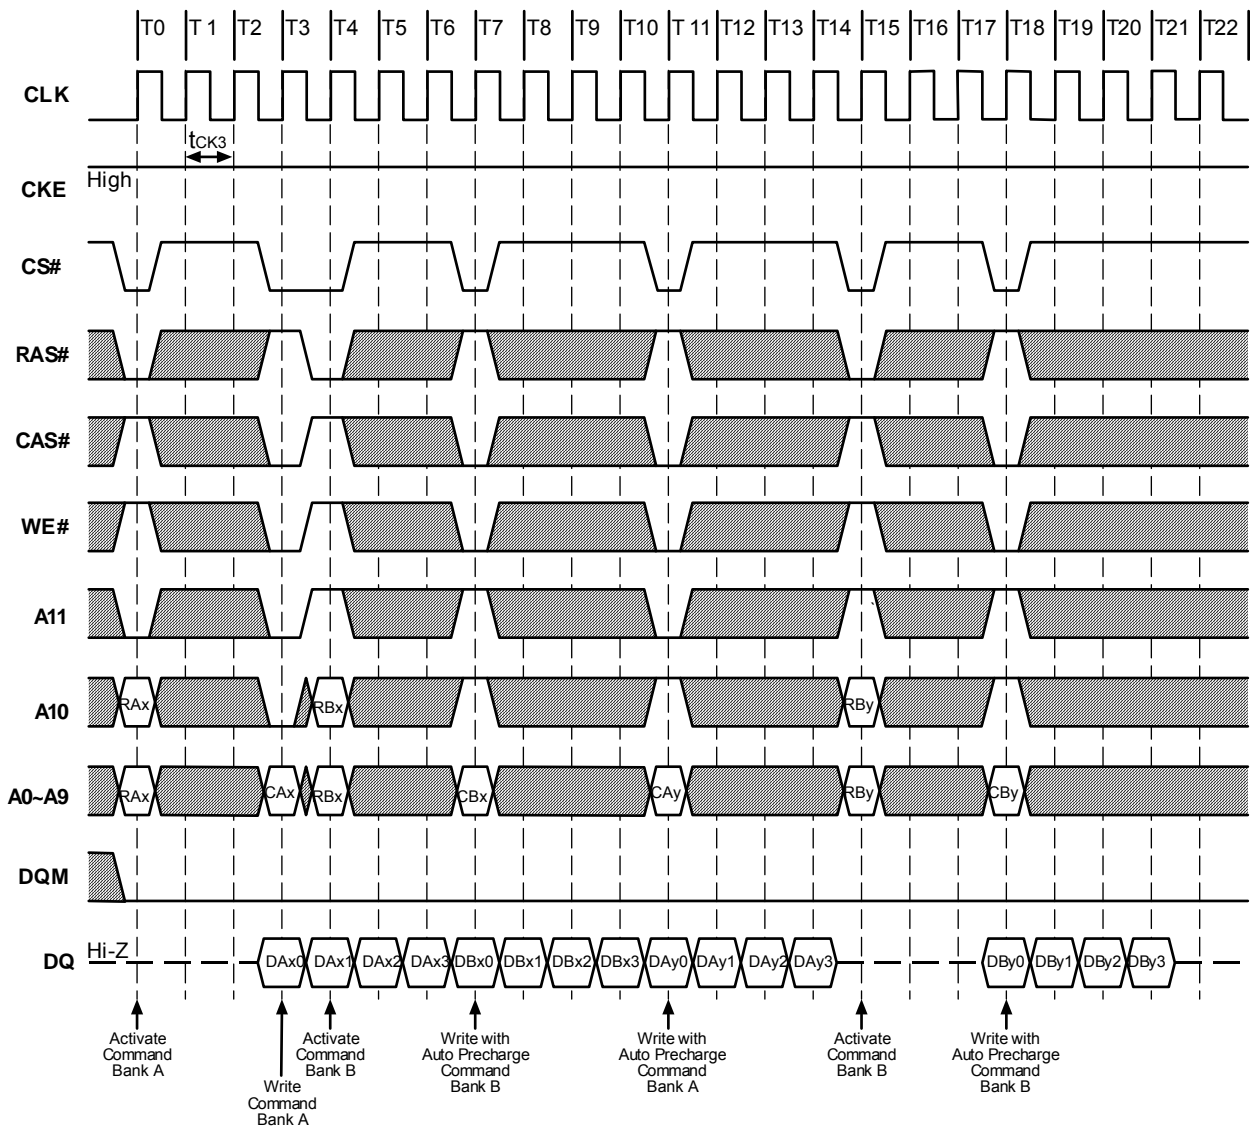 T0 T 1 T2 T3 T4 T5 T6 T7 T8 T9 T10 T 11 T12 T13 T14 T15 T16 T17 T18 T19 T20 T21 T22
CLK
tCK3
High
CKE
CS#
RAS#
CAS#
WE#
A11
A10 RAx RBx RBy
A0~A9 RAx CAx RBx CBx CAy RBy CBy
DQM
Hi-Z
DQ DAx0 DAx1 DAx2 DAx3 DBx0 DBx1 DBx2 DBx3 DAy0 DAy1 DAy2 DAy3 DBy0 DBy1 DBy2 DBy3
Activate
Command
Bank A
Write
Command
Bank A
Activate
Command
Bank B
Write with
Auto Precharge
Command
Bank B
Write with
Auto Precharge
Command
Bank A
Activate
Command
Bank B
Write with
Auto Precharge
Command
Bank B